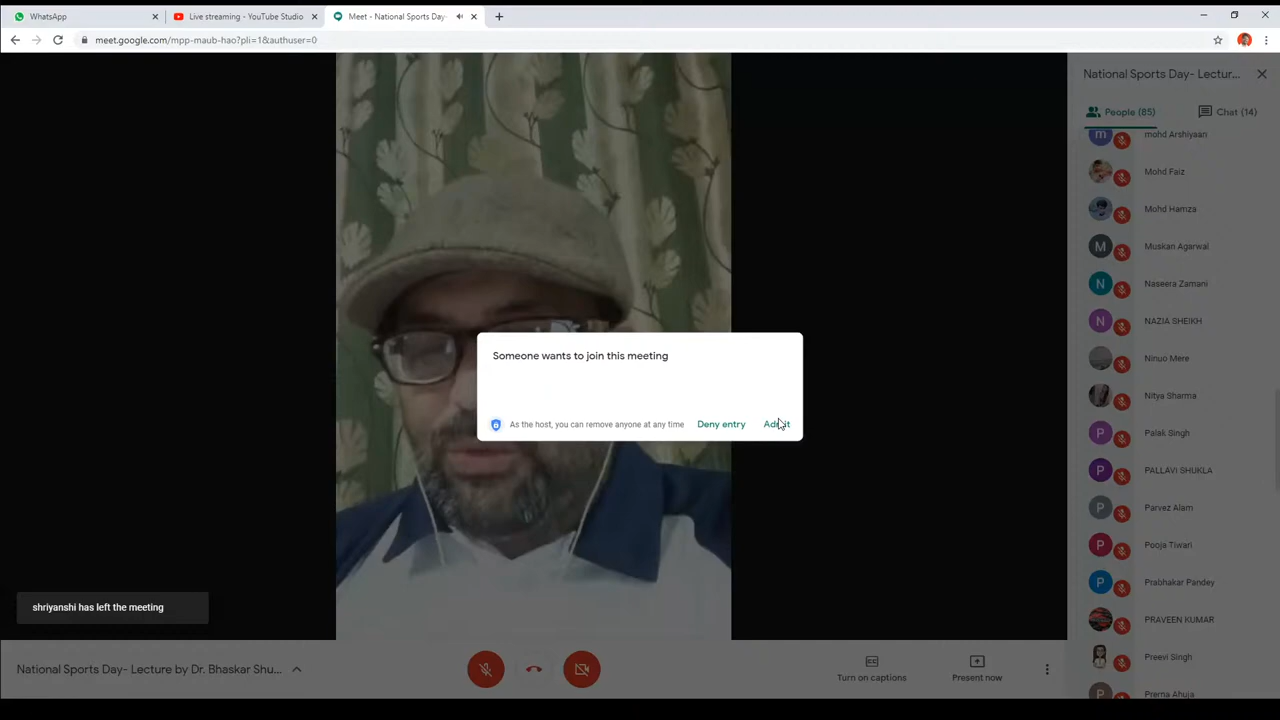 WhatsApp
Live streaming - YouTube Studio
Meet - National Sports Day-
meet.google.com/mpp-maub-hao?pli=1&authuser=0
National Sports Day- Lectur...
People (85)
Chat (14)
m
mohd Arshiyaari
Mohd Faiz
Mohd Hamza
M
Muskan Agarwal
N
Naseera Zamani
N
NAZIA SHEIKH
Ninuo Mere
Nitya Sharma
P
Palak Singh
P
PALLAVI SHUKLA
P
Parvez Alam
P
Pooja Tiwari
P
Prabhakar Pandey
PRAVEEN KUMAR
Preevi Singh
P
Prerna Ahuja
Someone wants to join this meeting
As the host, you can remove anyone at any time
Deny entry
Admit
shriyanshi has left the meeting
National Sports Day- Lecture by Dr. Bhaskar Shu...
CC
Turn on captions
Present now